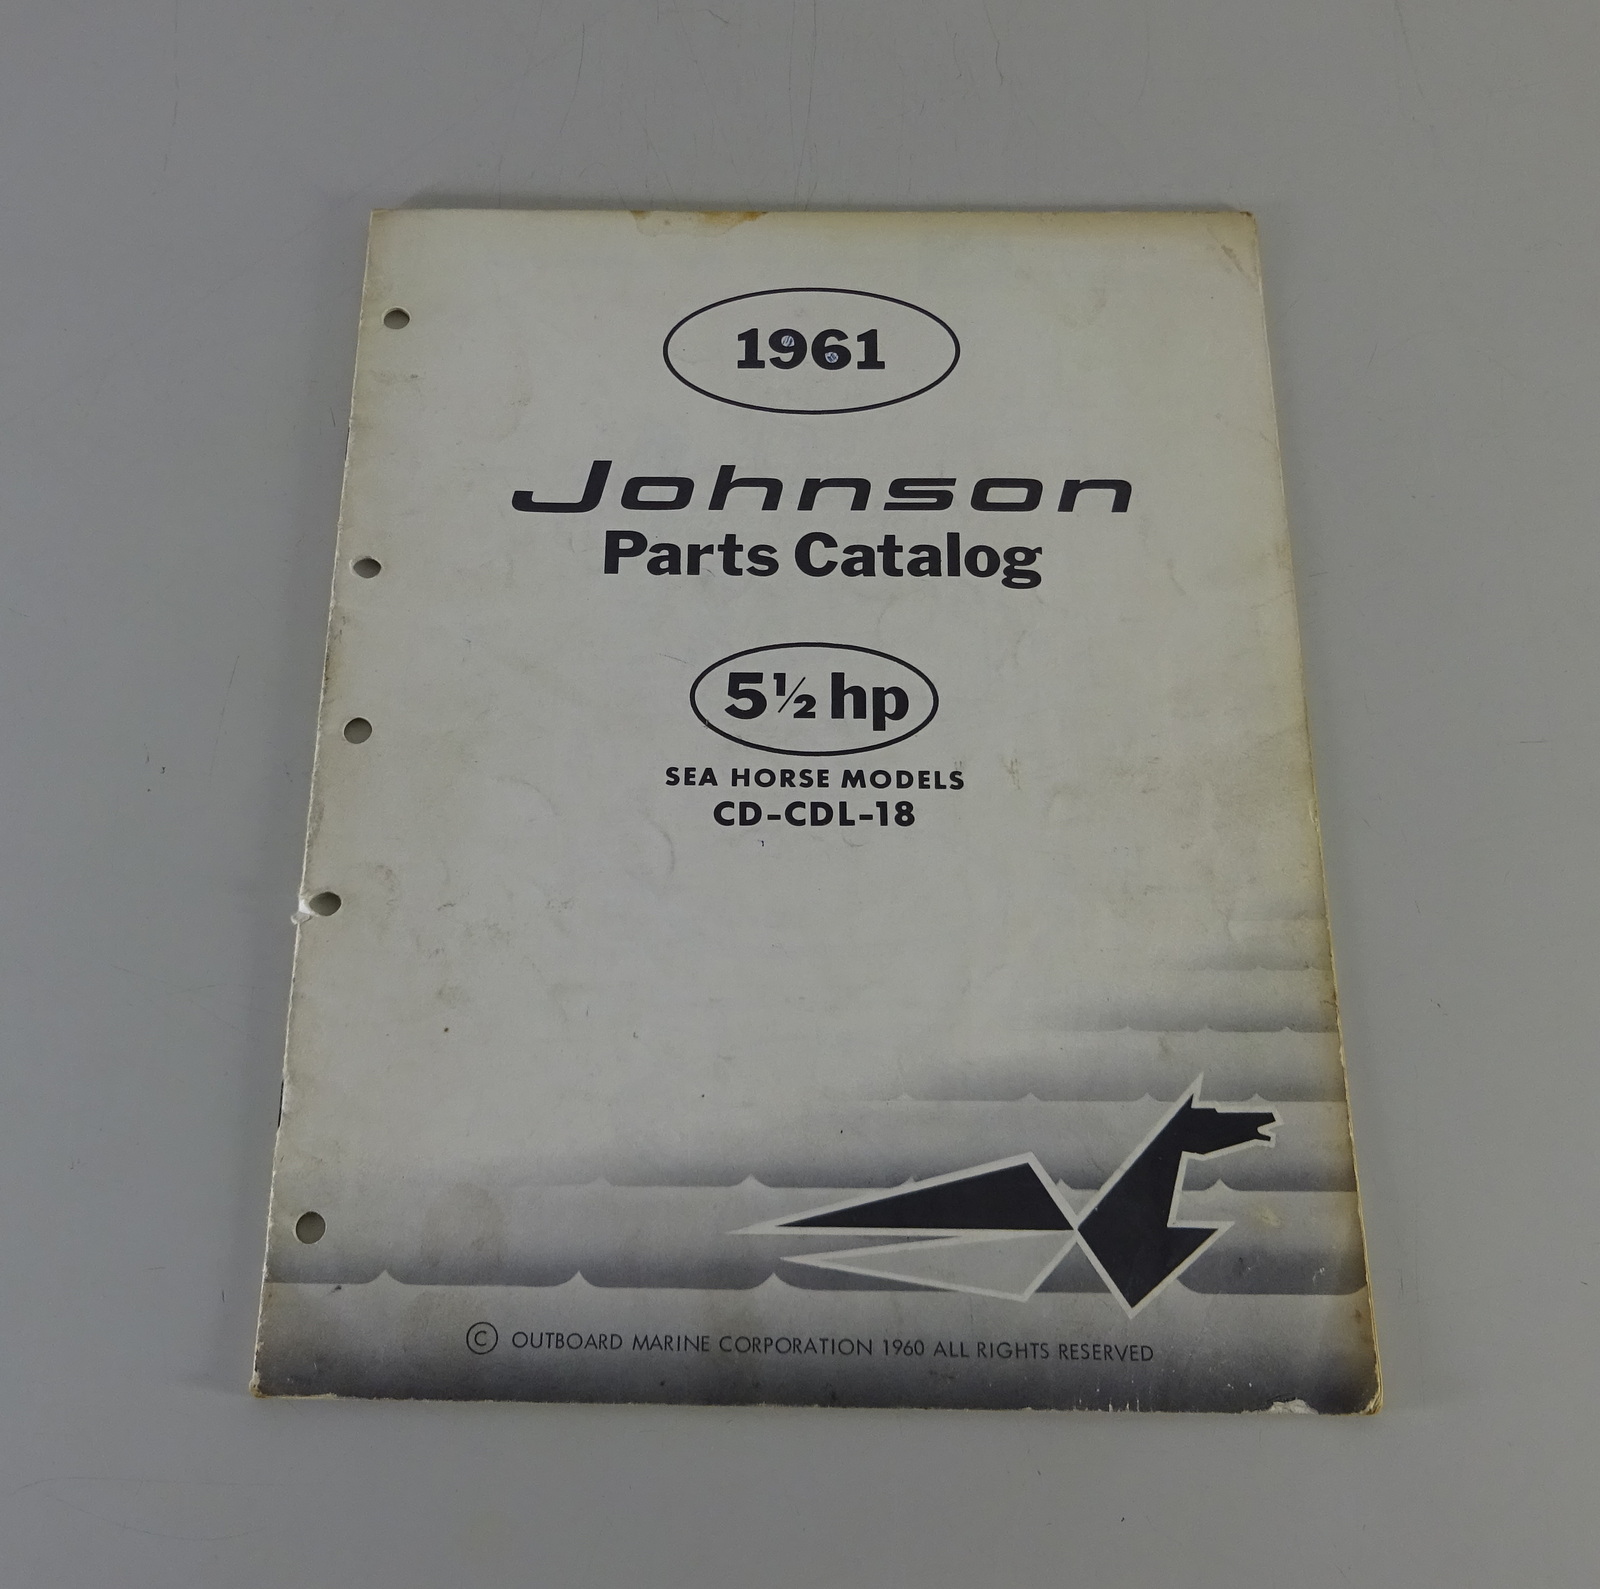 1961
Johnson
Parts Catalog
5½ hp
SEA HORSE MODELS
CD-CDL-18
© OUTBOARD MARINE CORPORATION 1960 ALL RIGHTS RESERVED